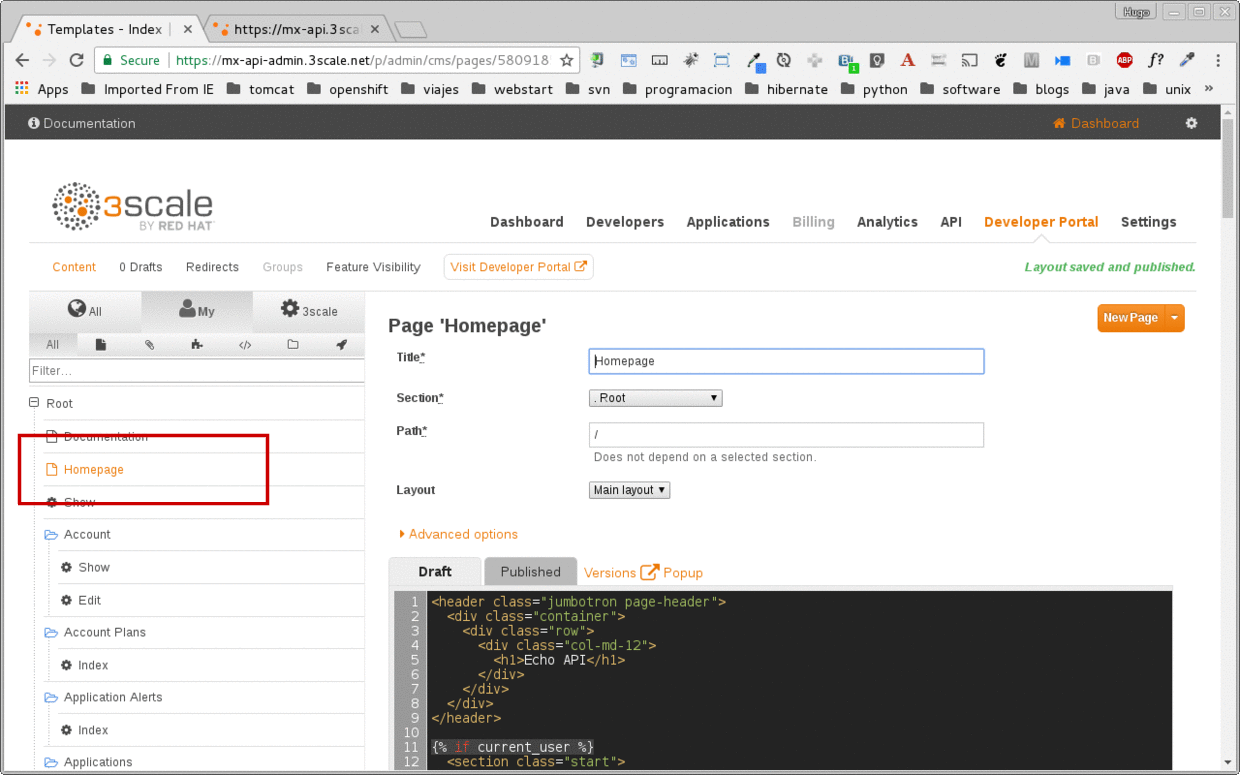 Hugo
Templates - Index
https://mx-api.3sca
Secure
https://mx-api-admin.3scale.net/p/admin/cms/pages/580918
1
A
M
B
ABP
f?
Apps
Imported From IE
tomcat
openshift
viajes
webstart
svn
programacion
hibernate
python
software
blogs
java
unix
»
Documentation
Dashboard
3scale
BY RED HAT
Dashboard
Developers
Applications
Billing
Analytics
API
Developer Portal
Settings
Content
0 Drafts
Redirects
Groups
Feature Visibility
Visit Developer Portal
Layout saved and published.
All
My
3scale
All
</>
Filter...
Root
Documentation
Homepage
Show
Account
Show
Edit
Account Plans
Index
Application Alerts
Index
Applications
Page 'Homepage'
New Page
Title*
Homepage
Section*
. Root
Path*
/
Does not depend on a selected section.
Layout
Main layout
Advanced options
Draft
Published
Versions
Popup
1 <header class="jumbotron page-header">
2 <div class="container">
3 <div class="row">
4 <div class="col-md-12">
5 <h1>Echo API</h1>
6 </div>
7 </div>
8 </div>
9 </header>
10
11 {% if current_user %}
12 <section class="start">